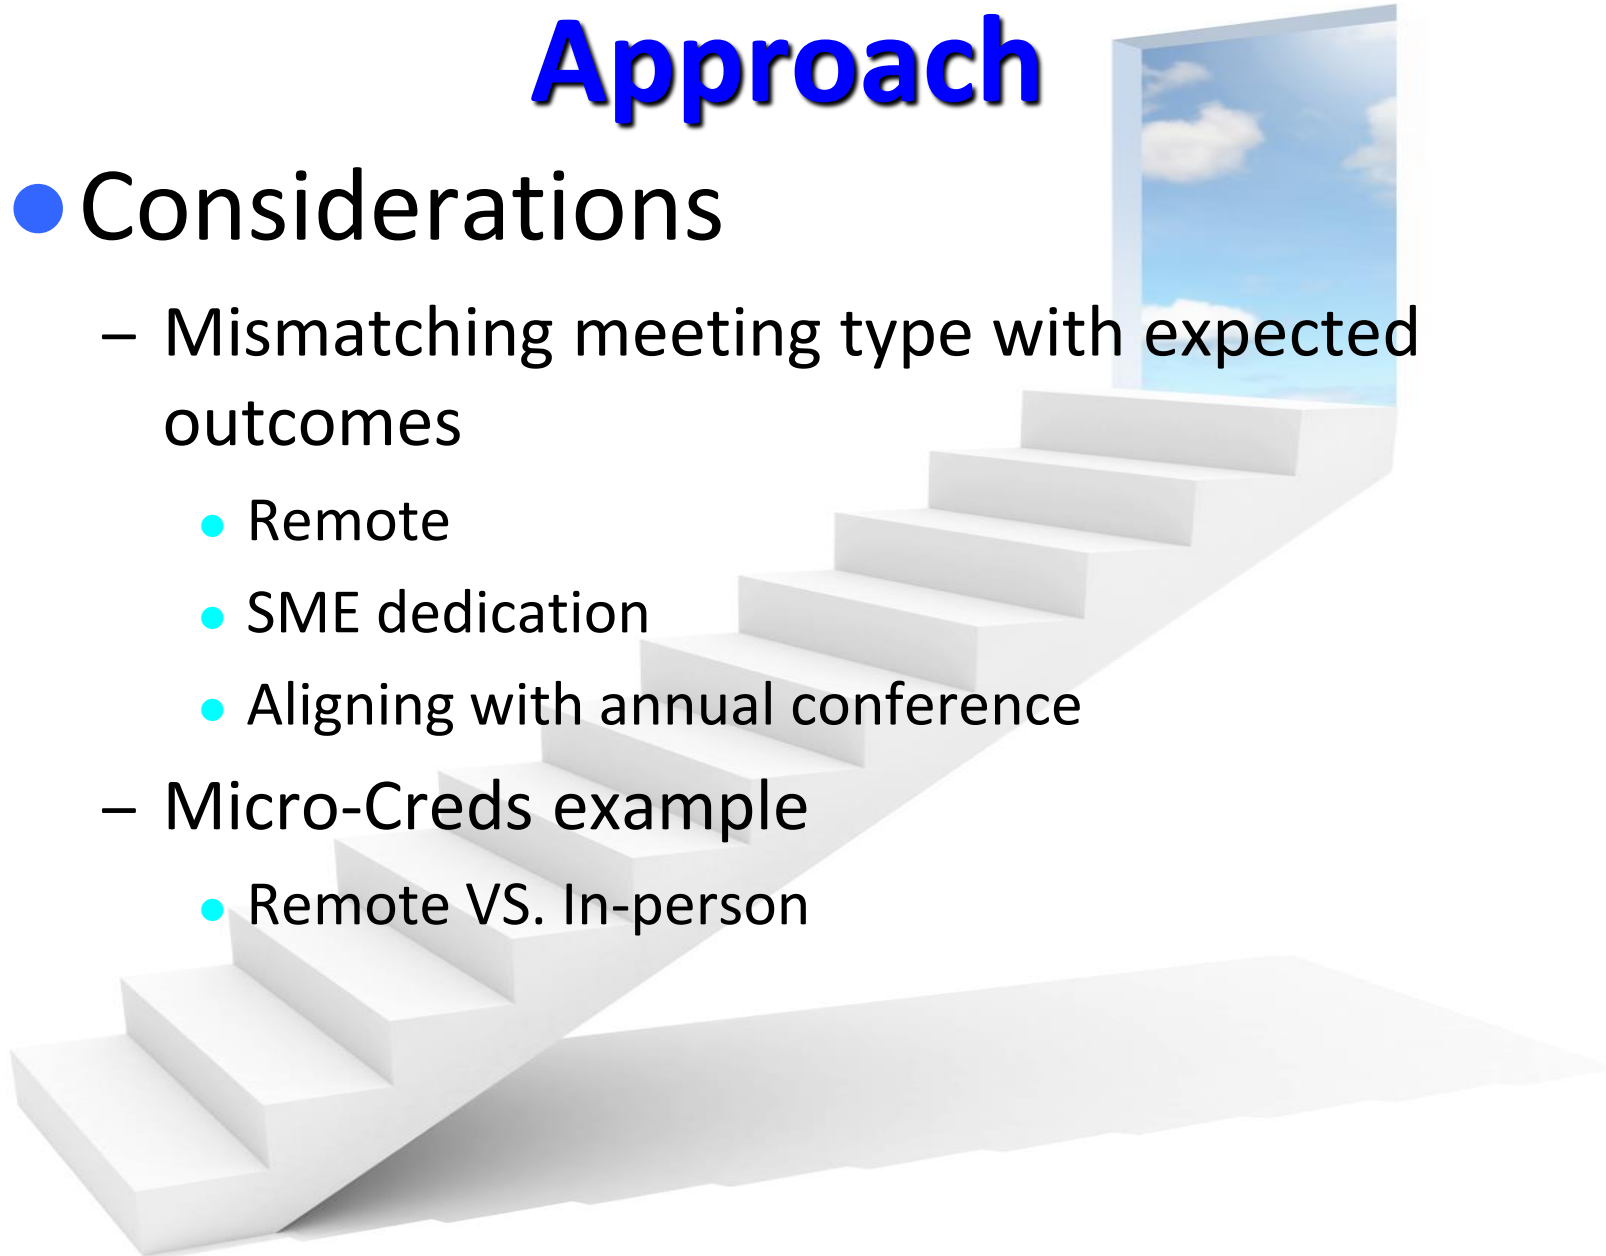 Approach
● Considerations
– Mismatching meeting type with expected
outcomes
● Remote
● SME dedication
● Aligning with annual conference
– Micro-Creds example
● Remote VS. In-person